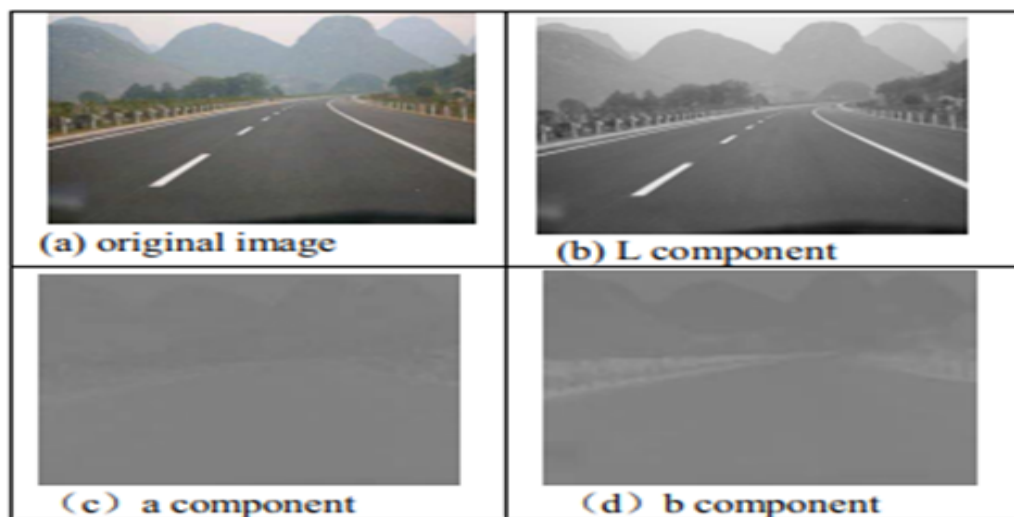 (a) original image
(b) L component
（c）a component
（d）b component